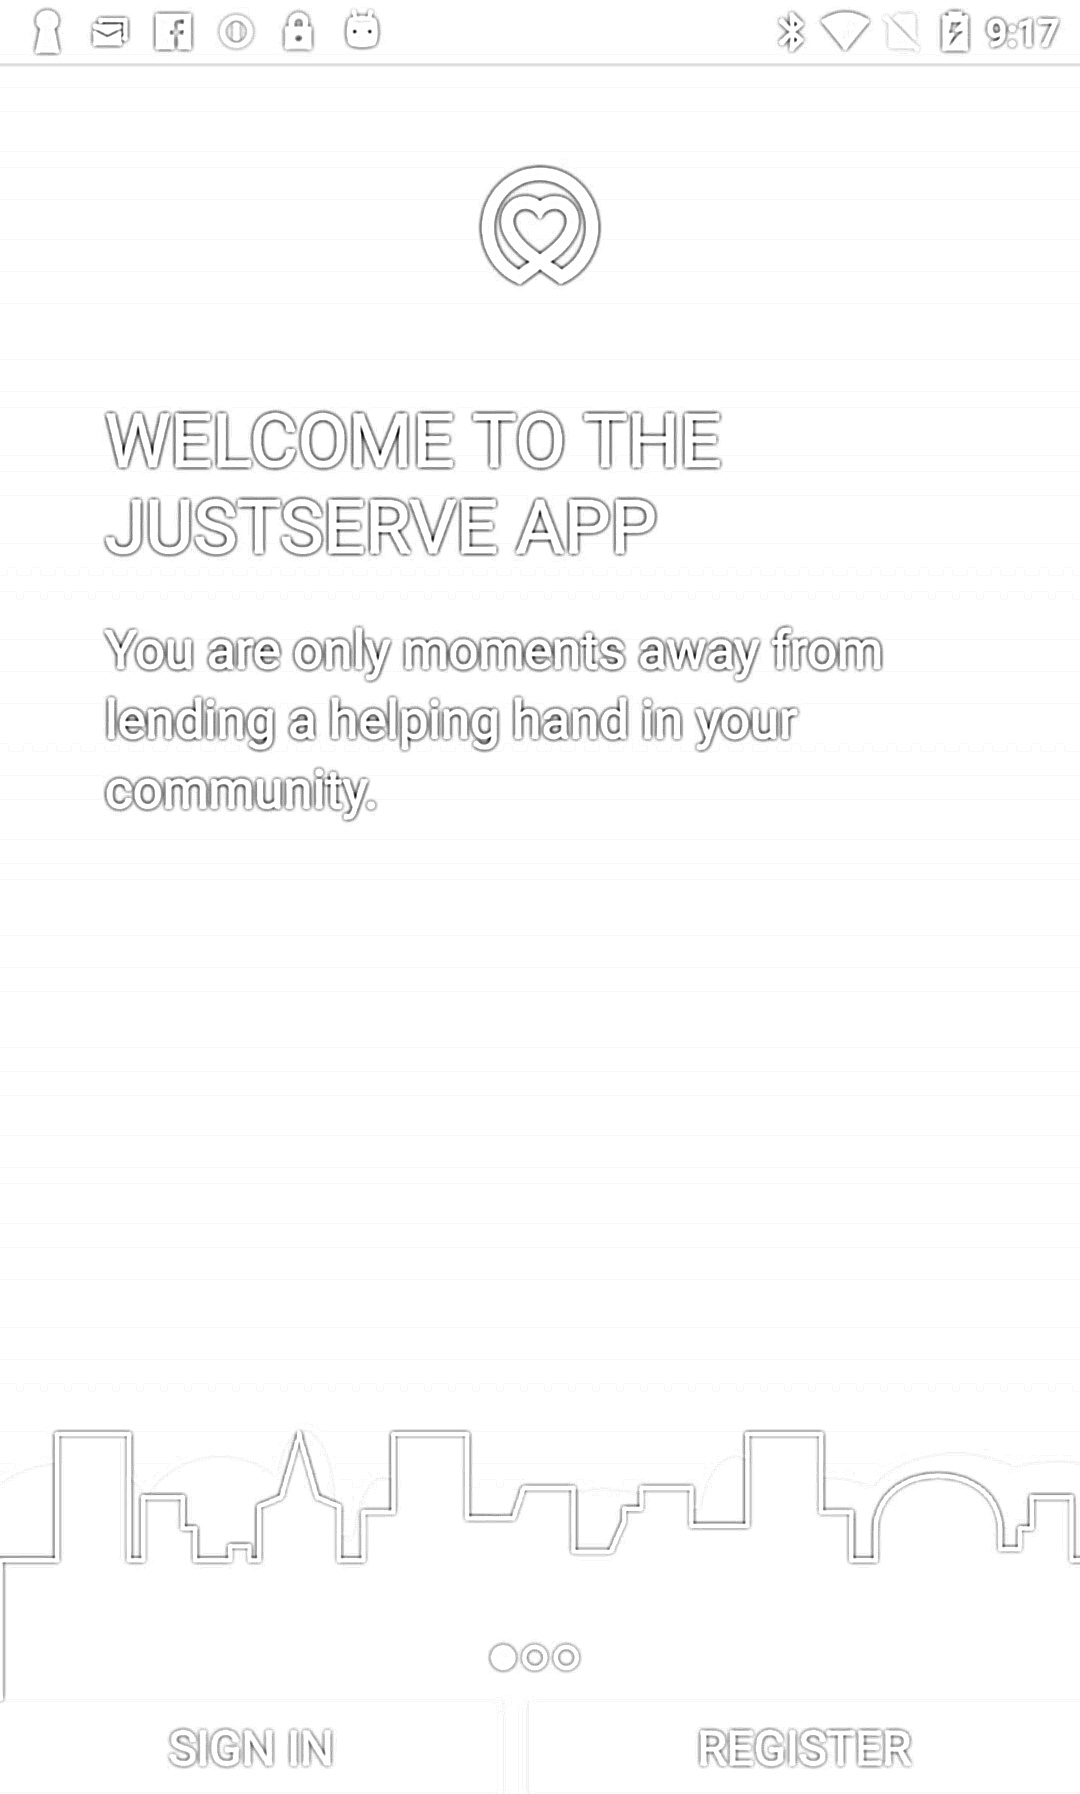 9:17
WELCOME TO THE
JUSTSERVE APP
You are only moments away from
lending a helping hand in your
community.
SIGN IN
REGISTER